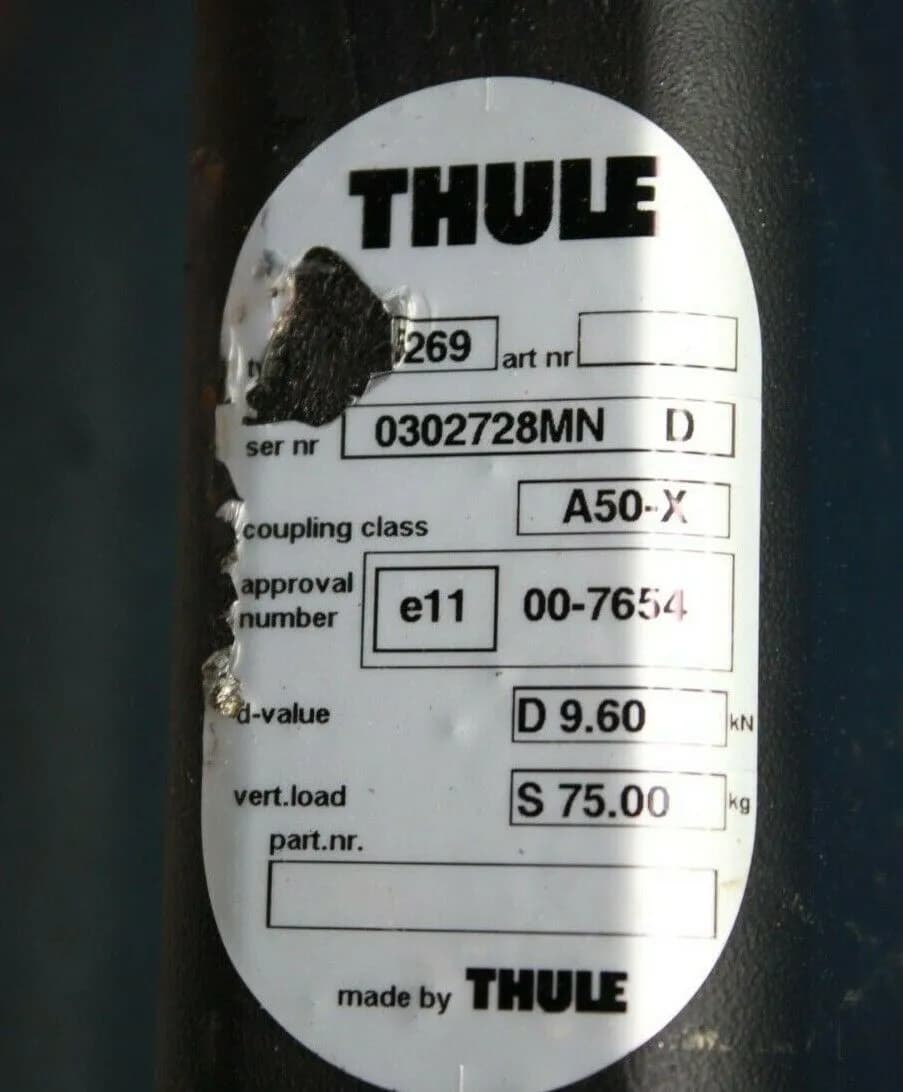 THULE
269 art nr
ser nr 0302728MN D
coupling class A50-X
approval
number e11 00-7654
d-value D 9.60 kN
vert.load S 75.00 kg
part.nr.
made by THULE